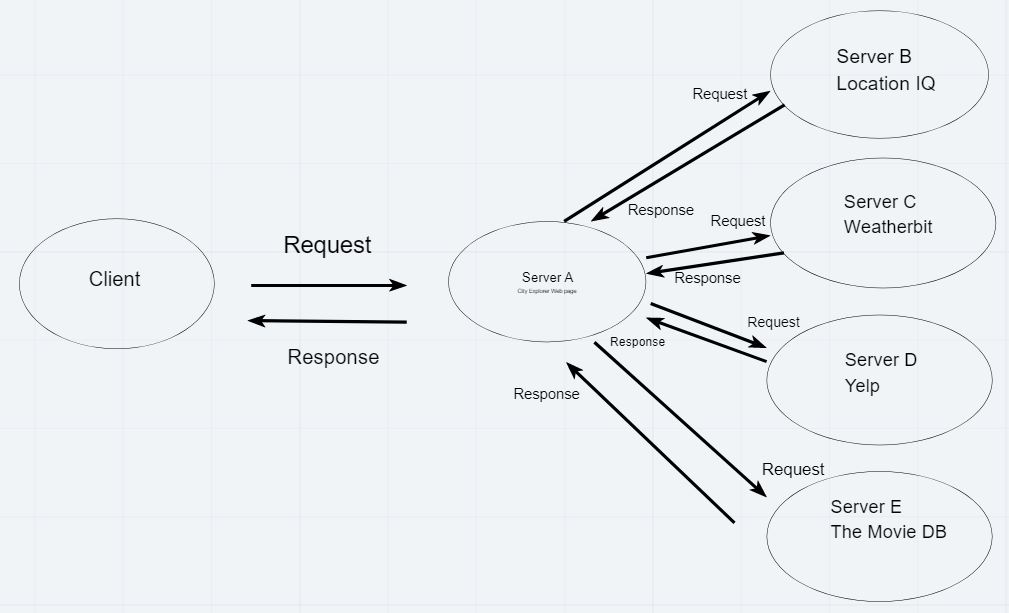 Client
Request
Response
Server A
City Explorer Web page
Request
Response
Server B
Location IQ
Request
Response
Server C
Weatherbit
Request
Response
Server D
Yelp
Response
Request
Server E
The Movie DB